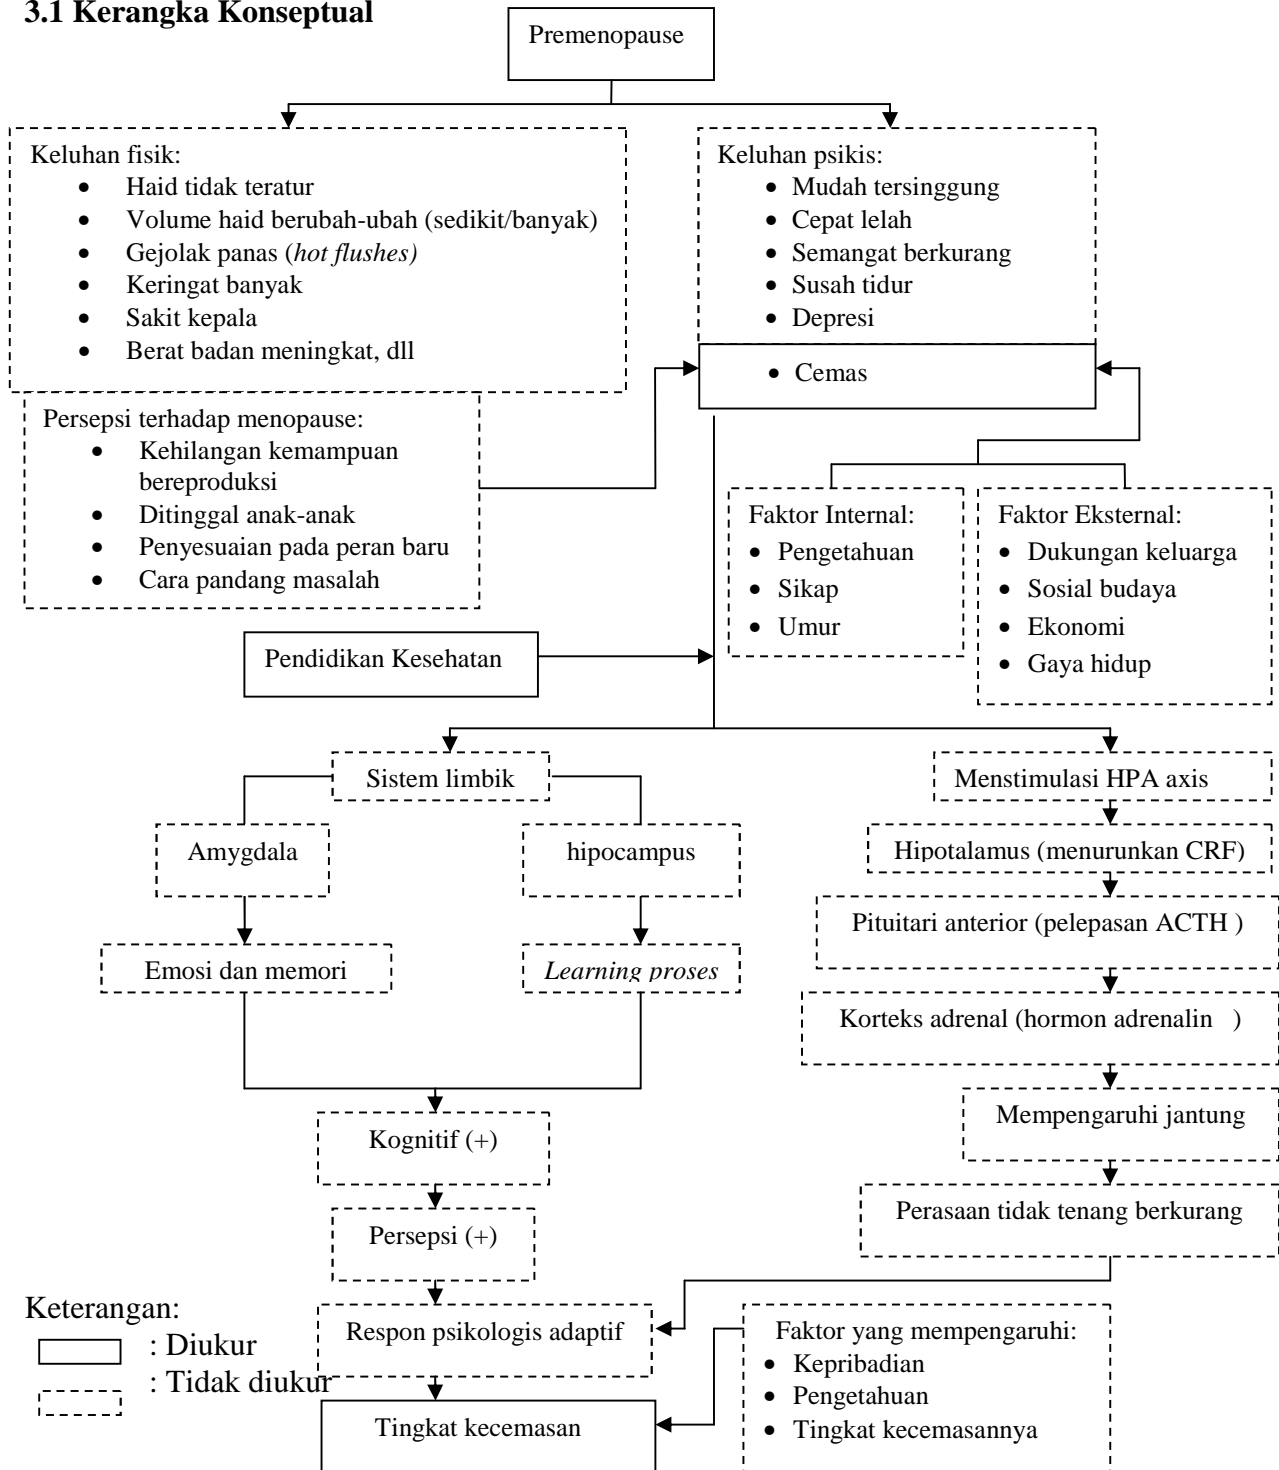 3.1 Kerangka Konseptual
Premenopause
Keluhan fisik:
• Haid tidak teratur
• Volume haid berubah-ubah (sedikit/banyak)
• Gejolak panas (hot flushes)
• Keringat banyak
• Sakit kepala
• Berat badan meningkat, dll
Keluhan psikis:
• Mudah tersinggung
• Cepat lelah
• Semangat berkurang
• Susah tidur
• Depresi
• Cemas
Persepsi terhadap menopause:
• Kehilangan kemampuan
bereproduksi
• Ditinggal anak-anak
• Penyesuaian pada peran baru
• Cara pandang masalah
Faktor Internal:
• Pengetahuan
• Sikap
• Umur
Faktor Eksternal:
• Dukungan keluarga
• Sosial budaya
• Ekonomi
• Gaya hidup
Pendidikan Kesehatan
Sistem limbik
Menstimulasi HPA axis
Amygdala
hipocampus
Hipotalamus (menurunkan CRF)
Pituitari anterior (pelepasan ACTH )
Emosi dan memori
Learning proses
Korteks adrenal (hormon adrenalin )
Mempengaruhi jantung
Kognitif (+)
Perasaan tidak tenang berkurang
Persepsi (+)
Keterangan:
: Diukur
: Tidak diukur
Respon psikologis adaptif
Faktor yang mempengaruhi:
• Kepribadian
• Pengetahuan
• Tingkat kecemasannya
Tingkat kecemasan